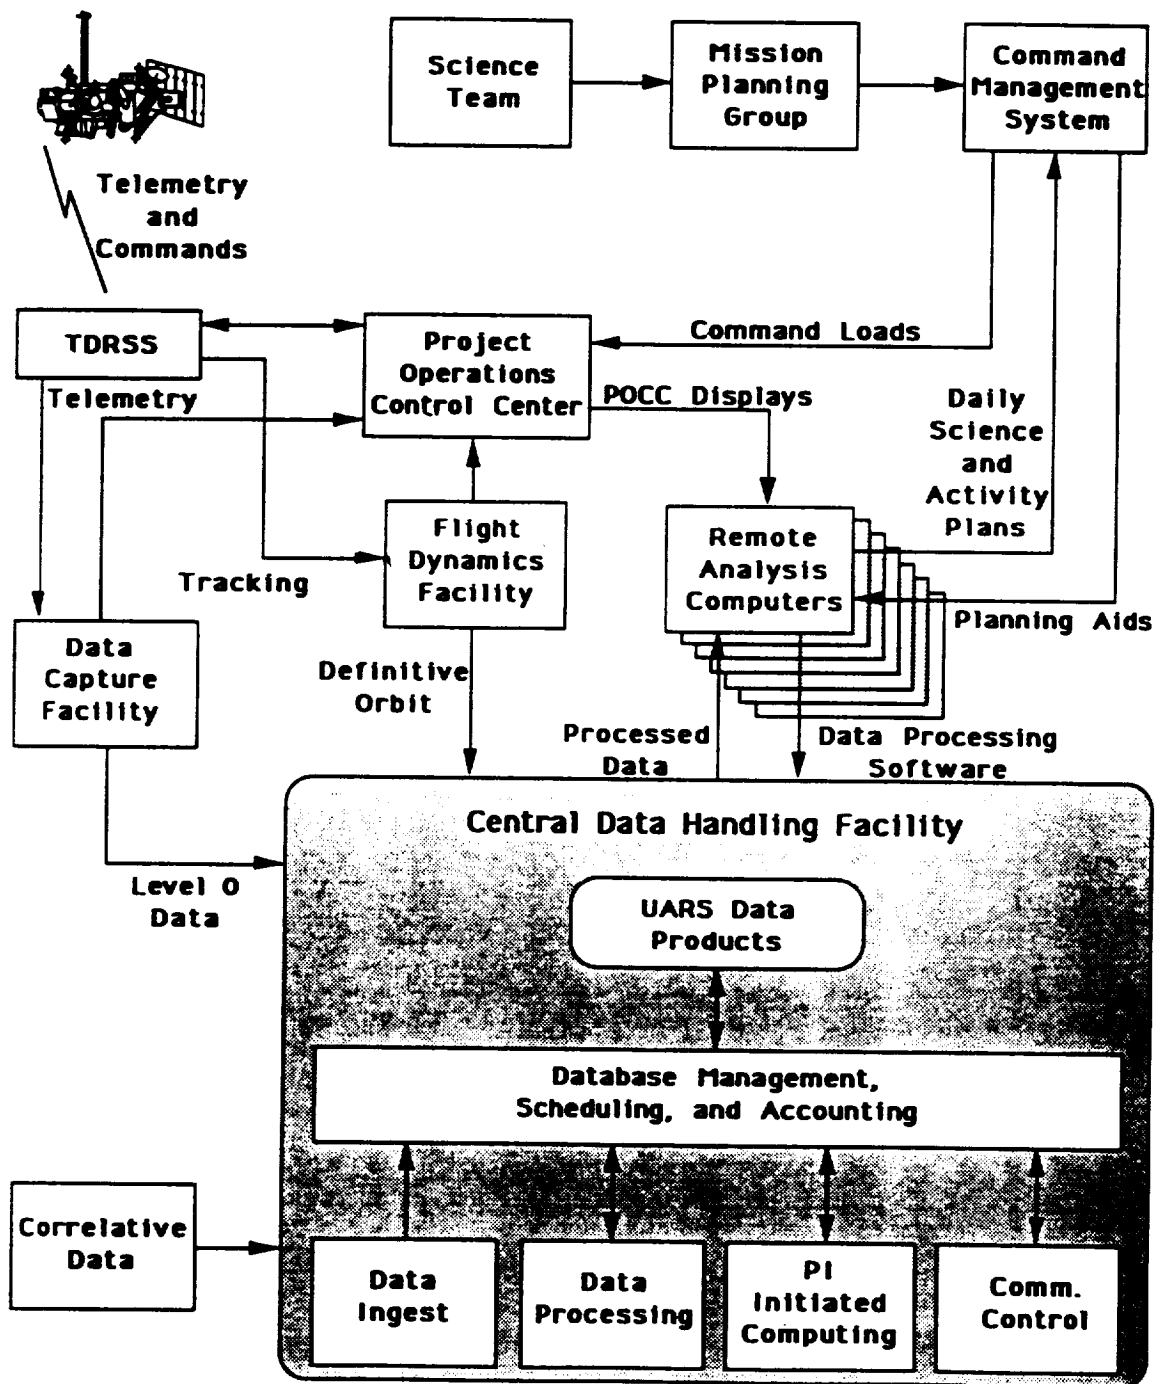 Science
Team
Mission
Planning
Group
Command
Management
System
Telemetry
and
Commands
TDRSS
Project
Operations
Control Center
Command Loads
Telemetry
POCC Displays
Daily
Science
and
Activity
Plans
Flight
Dynamics
Facility
Tracking
Remote
Analysis
Computers
Planning Aids
Data
Capture
Facility
Definitive
Orbit
Processed
Data
Data Processing
Software
Central Data Handling Facility
Level 0
Data
UARS Data
Products
Database Management,
Scheduling, and Accounting
Correlative
Data
Data
Ingest
Data
Processing
PI
Initiated
Computing
Comm.
Control